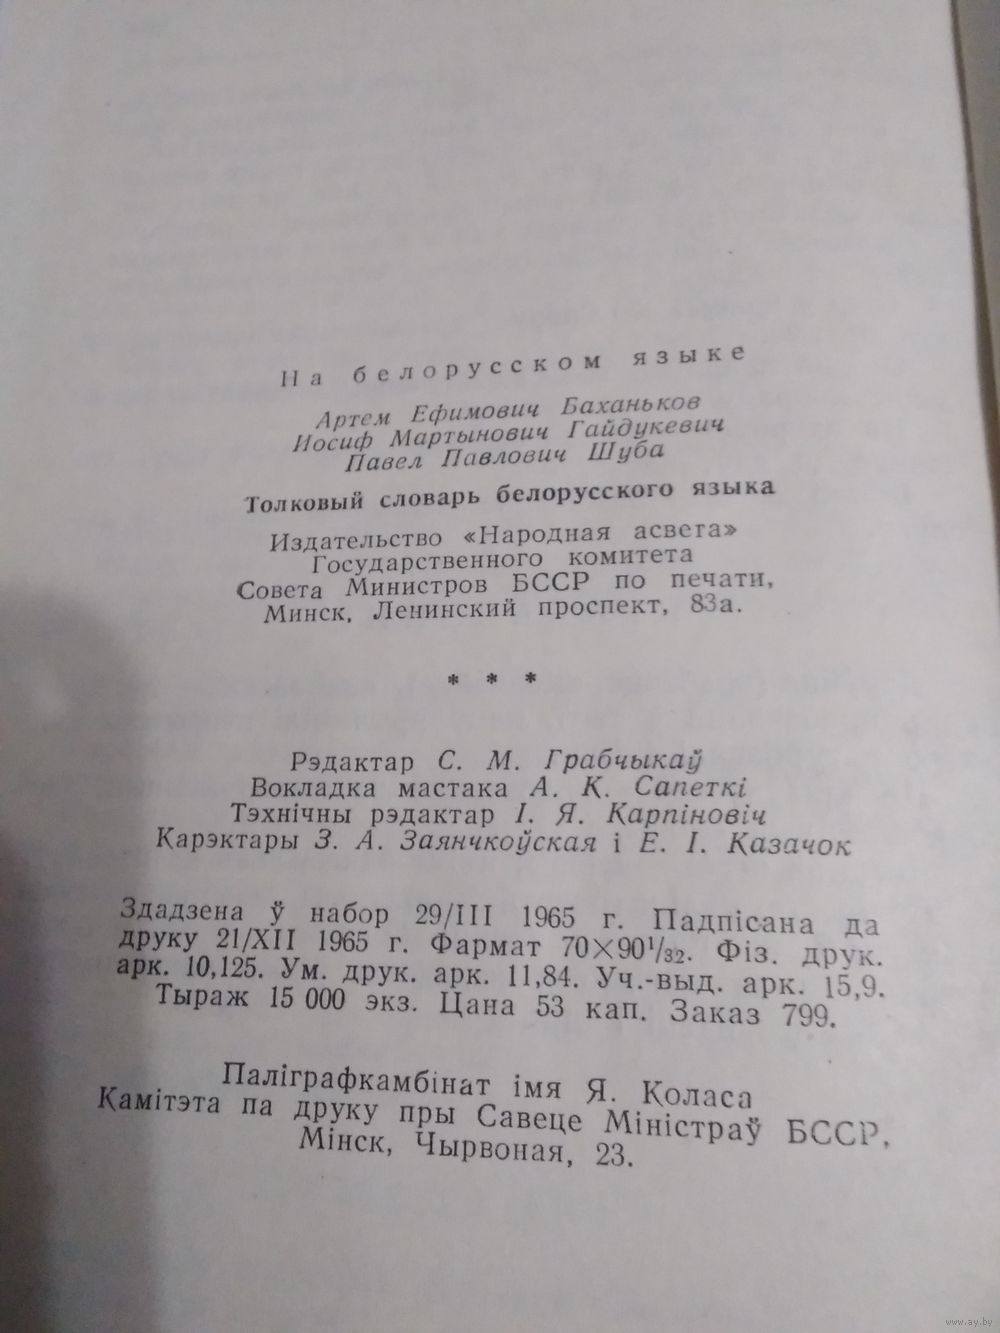 На белорусском языке
Артем Ефимович Баханьков
Иосиф Мартынович Гайдукевич
Павел Павлович Шуба
Толковый словарь белорусского языка
Издательство «Народная асвета»
Государственного комитета
Совета Министров БССР по печати,
Минск, Ленинский проспект, 83а.
* * *
Рэдактар С. М. Грабчыкаў
Вокладка мастака А. К. Сапеткі
Тэхнічны рэдактар І. Я. Карпіновіч
Карэктары З. А. Заянчкоўская і Е. І. Казачок
Здадзена ў набор 29/III 1965 г. Падпісана да
друку 21/XII 1965 г. Фармат 70×90¹/₃₂. Фіз. друк.
арк. 10,125. Ум. друк. арк. 11,84. Уч.-выд. арк. 15,9.
Тыраж 15 000 экз. Цана 53 кап. Заказ 799.
Паліграфкамбінат імя Я. Коласа
Камітэта па друку пры Савеце Міністраў БССР,
Мінск, Чырвоная, 23.
www.ay.by